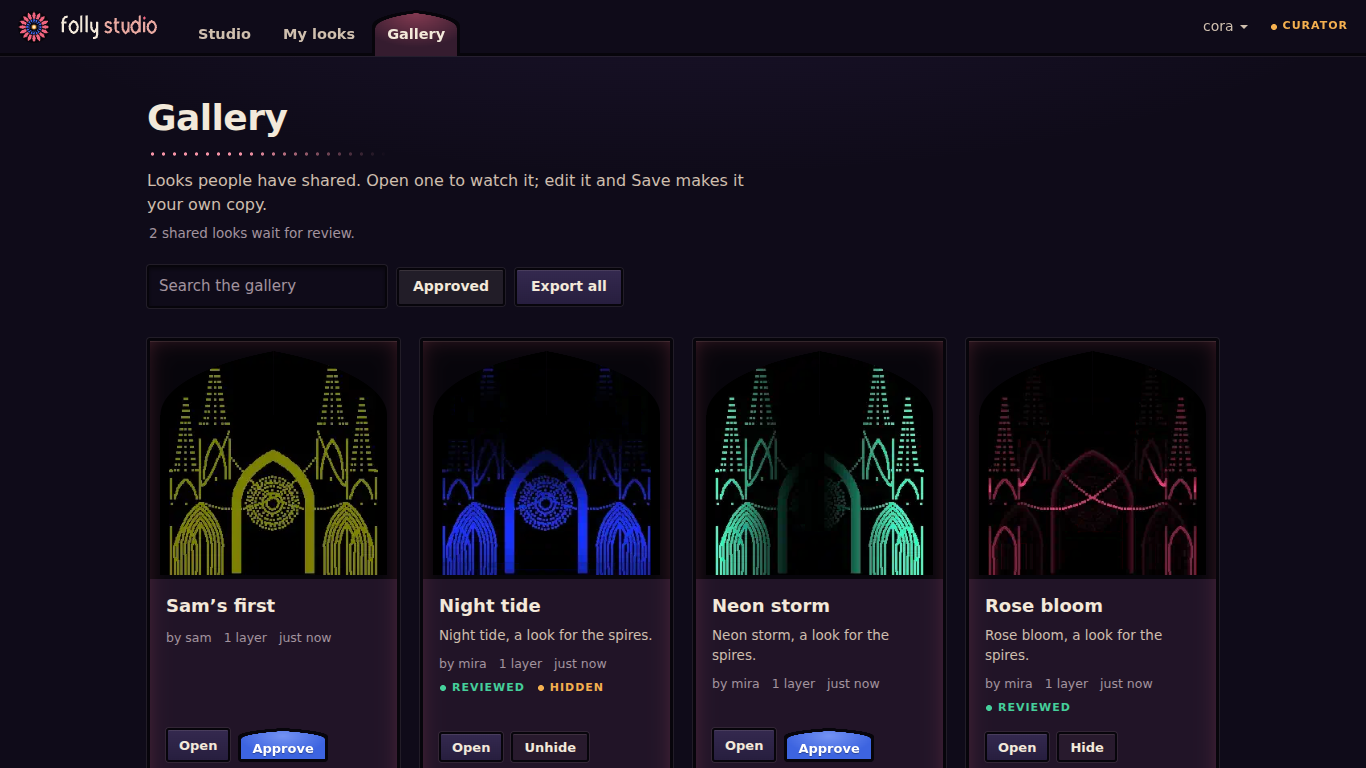 folly studio
Studio
My looks
Gallery
cora
CURATOR
Gallery
Looks people have shared. Open one to watch it; edit it and Save makes it
your own copy.
2 shared looks wait for review.
Search the gallery
Approved
Export all
Sam’s first
by sam 1 layer just now
Open
Approve
Night tide
Night tide, a look for the spires.
by mira 1 layer just now
REVIEWED
HIDDEN
Open
Unhide
Neon storm
Neon storm, a look for the
spires.
by mira 1 layer just now
Open
Approve
Rose bloom
Rose bloom, a look for the
spires.
by mira 1 layer just now
REVIEWED
Open
Hide